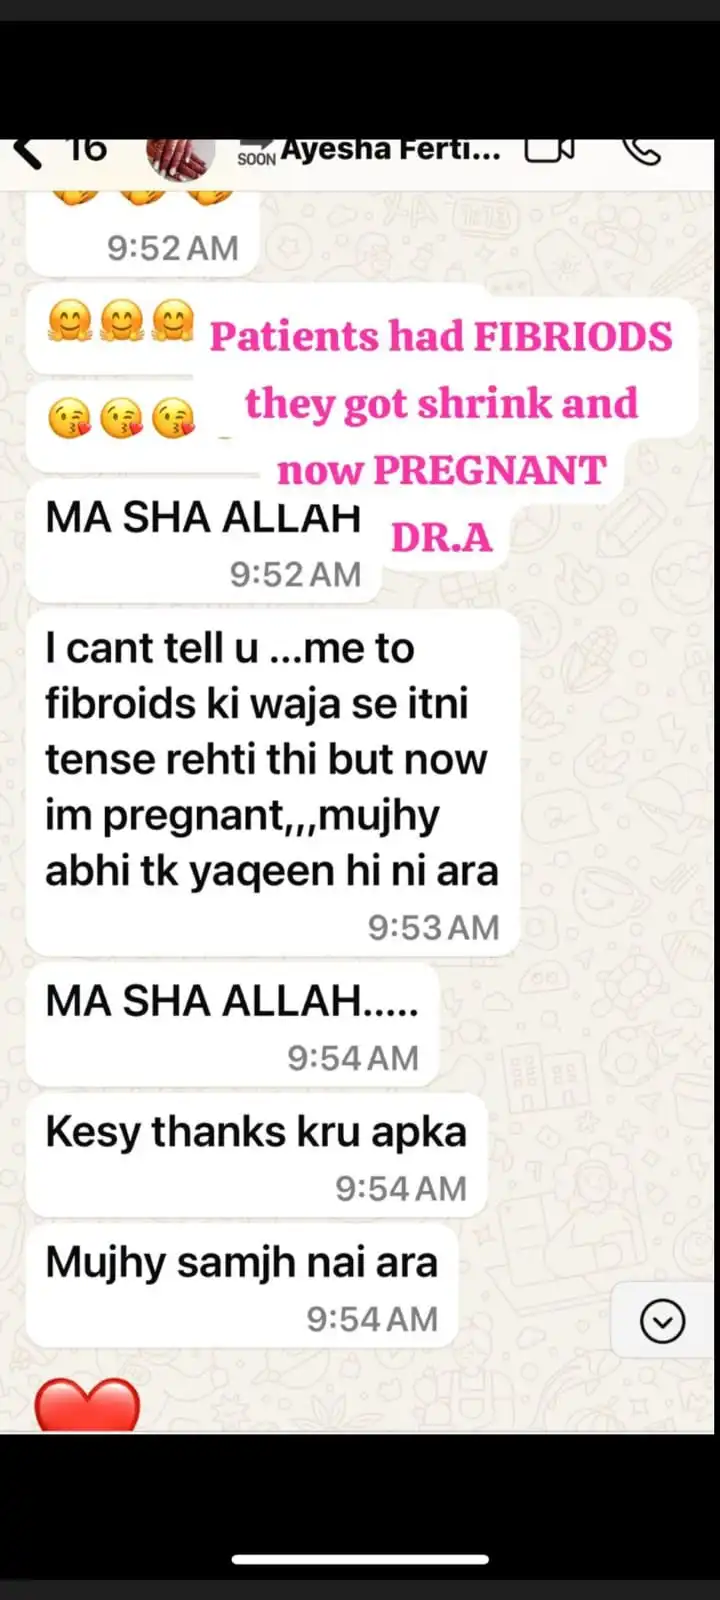 16
SOON Ayesha Ferti...
9:52 AM
Patients had FIBRIODS
they got shrink and
now PREGNANT
DR.A
MA SHA ALLAH
9:52 AM
I cant tell u ...me to
fibroids ki waja se itni
tense rehti thi but now
im pregnant,,,mujhy
abhi tk yaqeen hi ni ara
9:53 AM
MA SHA ALLAH.....
9:54 AM
Kesy thanks kru apka
9:54 AM
Mujhy samjh nai ara
9:54 AM